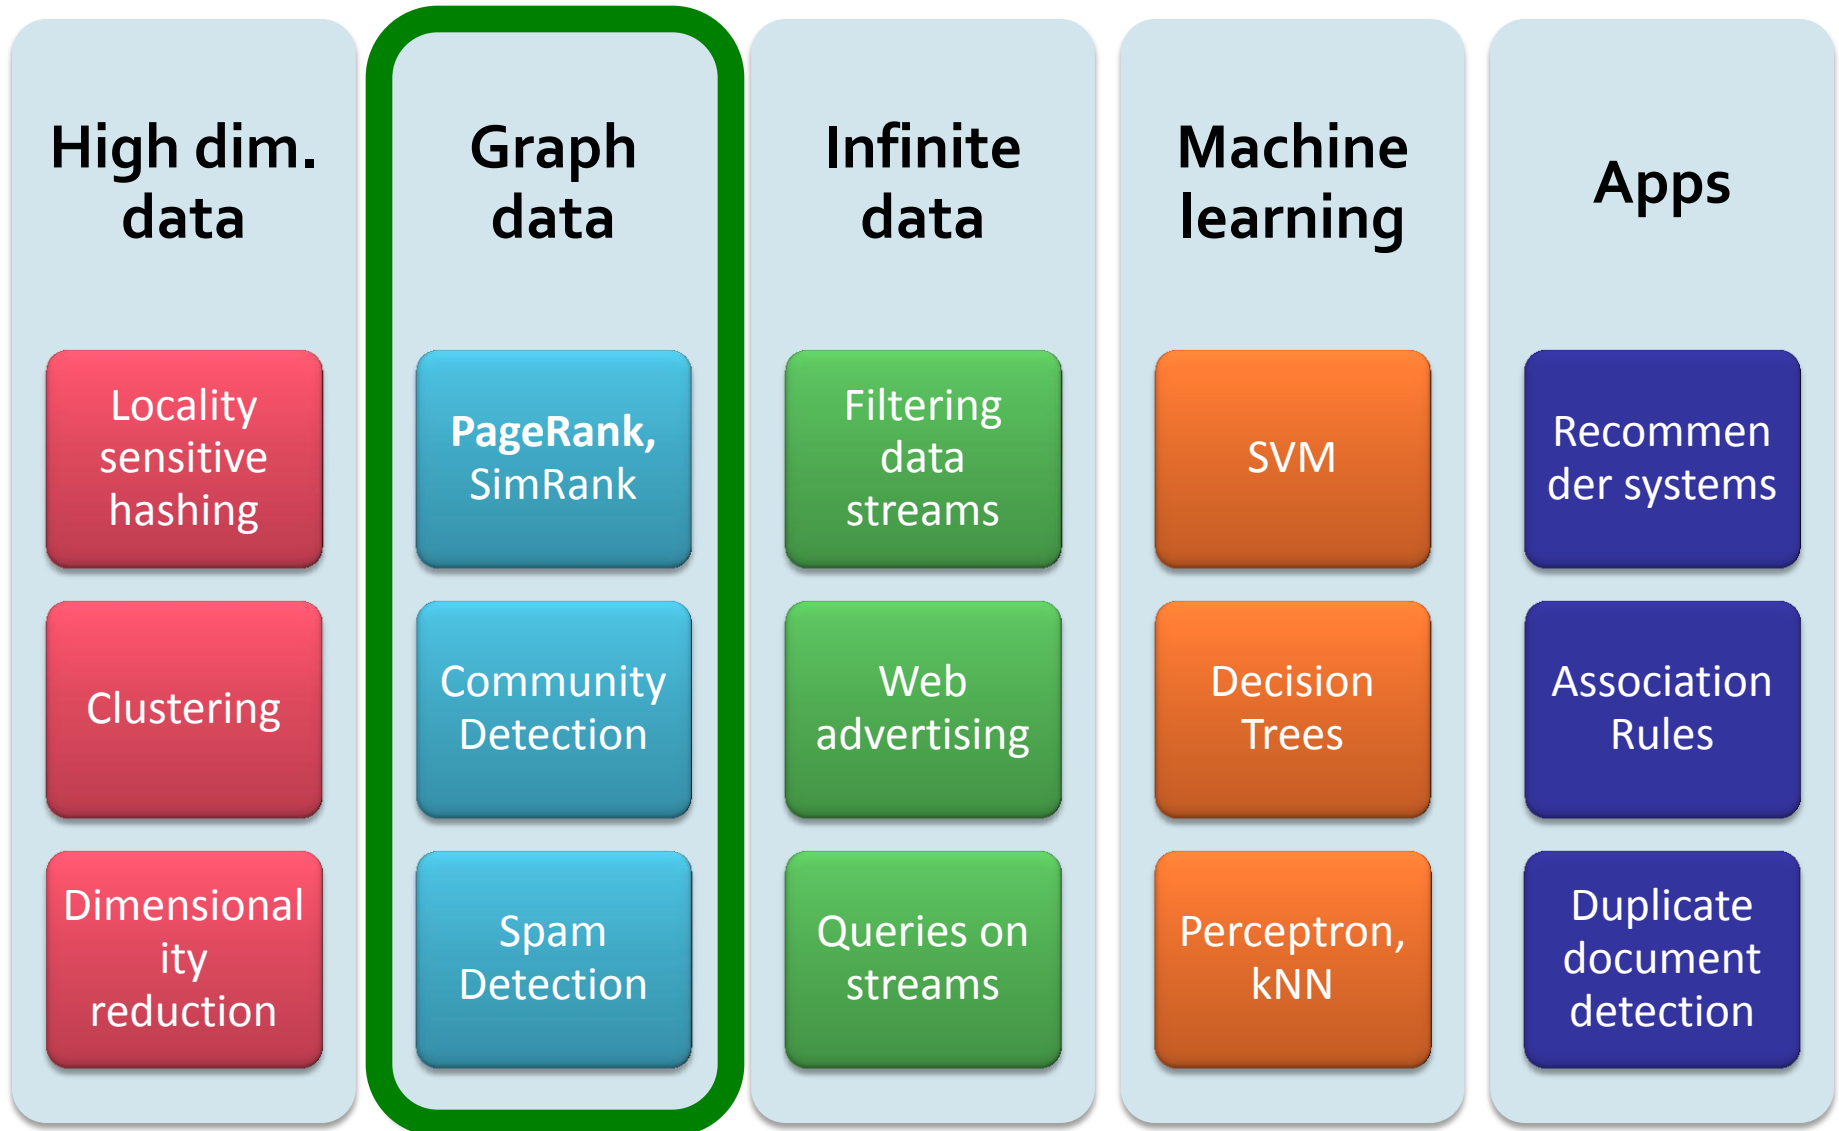 High dim.
data
Locality
sensitive
hashing
Clustering
Dimensional
ity
reduction
Graph
data
PageRank,
SimRank
Community
Detection
Spam
Detection
Infinite
data
Filtering
data
streams
Web
advertising
Queries on
streams
Machine
learning
SVM
Decision
Trees
Perceptron,
kNN
Apps
Recommen
der systems
Association
Rules
Duplicate
document
detection